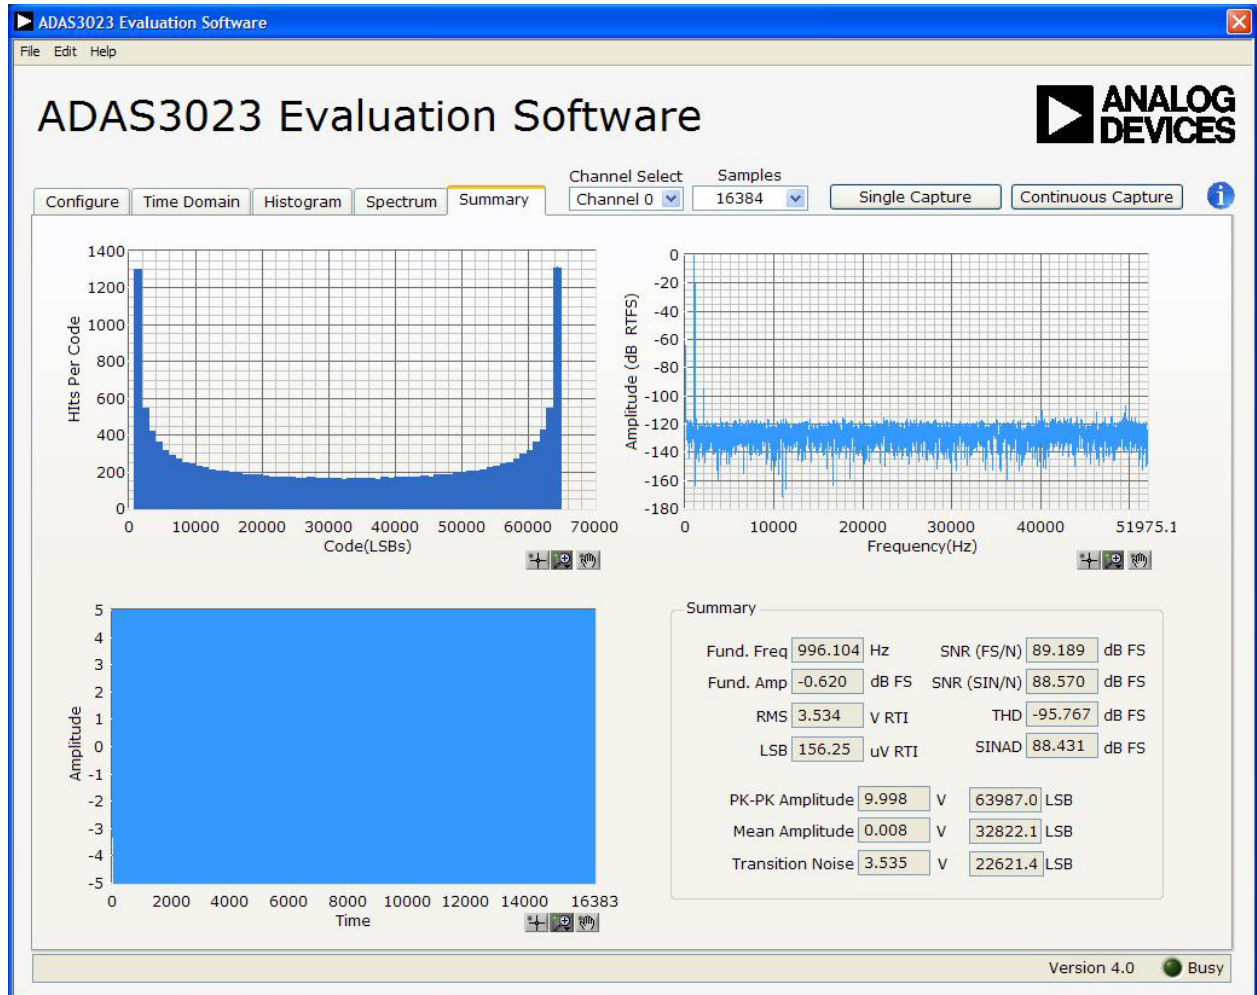 ADAS3023 Evaluation Software
File Edit Help
ADAS3023 Evaluation Software
ANALOG
DEVICES
Configure Time Domain Histogram Spectrum Summary
Channel Select
Channel 0
Samples
16384
Single Capture Continuous Capture
i
HIts Per Code
1400
1200
1000
800
600
400
200
0
0 10000 20000 30000 40000 50000 60000 70000
Code(LSBs)
Amplitude (dB RTFS)
0
-20
-40
-60
-80
-100
-120
-140
-160
-180
0 10000 20000 30000 40000 51975.1
Frequency(Hz)
Amplitude
5
4
3
2
1
0
-1
-2
-3
-4
-5
0 2000 4000 6000 8000 10000 12000 14000 16383
Time
Summary
Fund. Freq 996.104 Hz SNR (FS/N) 89.189 dB FS
Fund. Amp -0.620 dB FS SNR (SIN/N) 88.570 dB FS
RMS 3.534 V RTI THD -95.767 dB FS
LSB 156.25 uV RTI SINAD 88.431 dB FS
PK-PK Amplitude 9.998 V 63987.0 LSB
Mean Amplitude 0.008 V 32822.1 LSB
Transition Noise 3.535 V 22621.4 LSB
Version 4.0 Busy